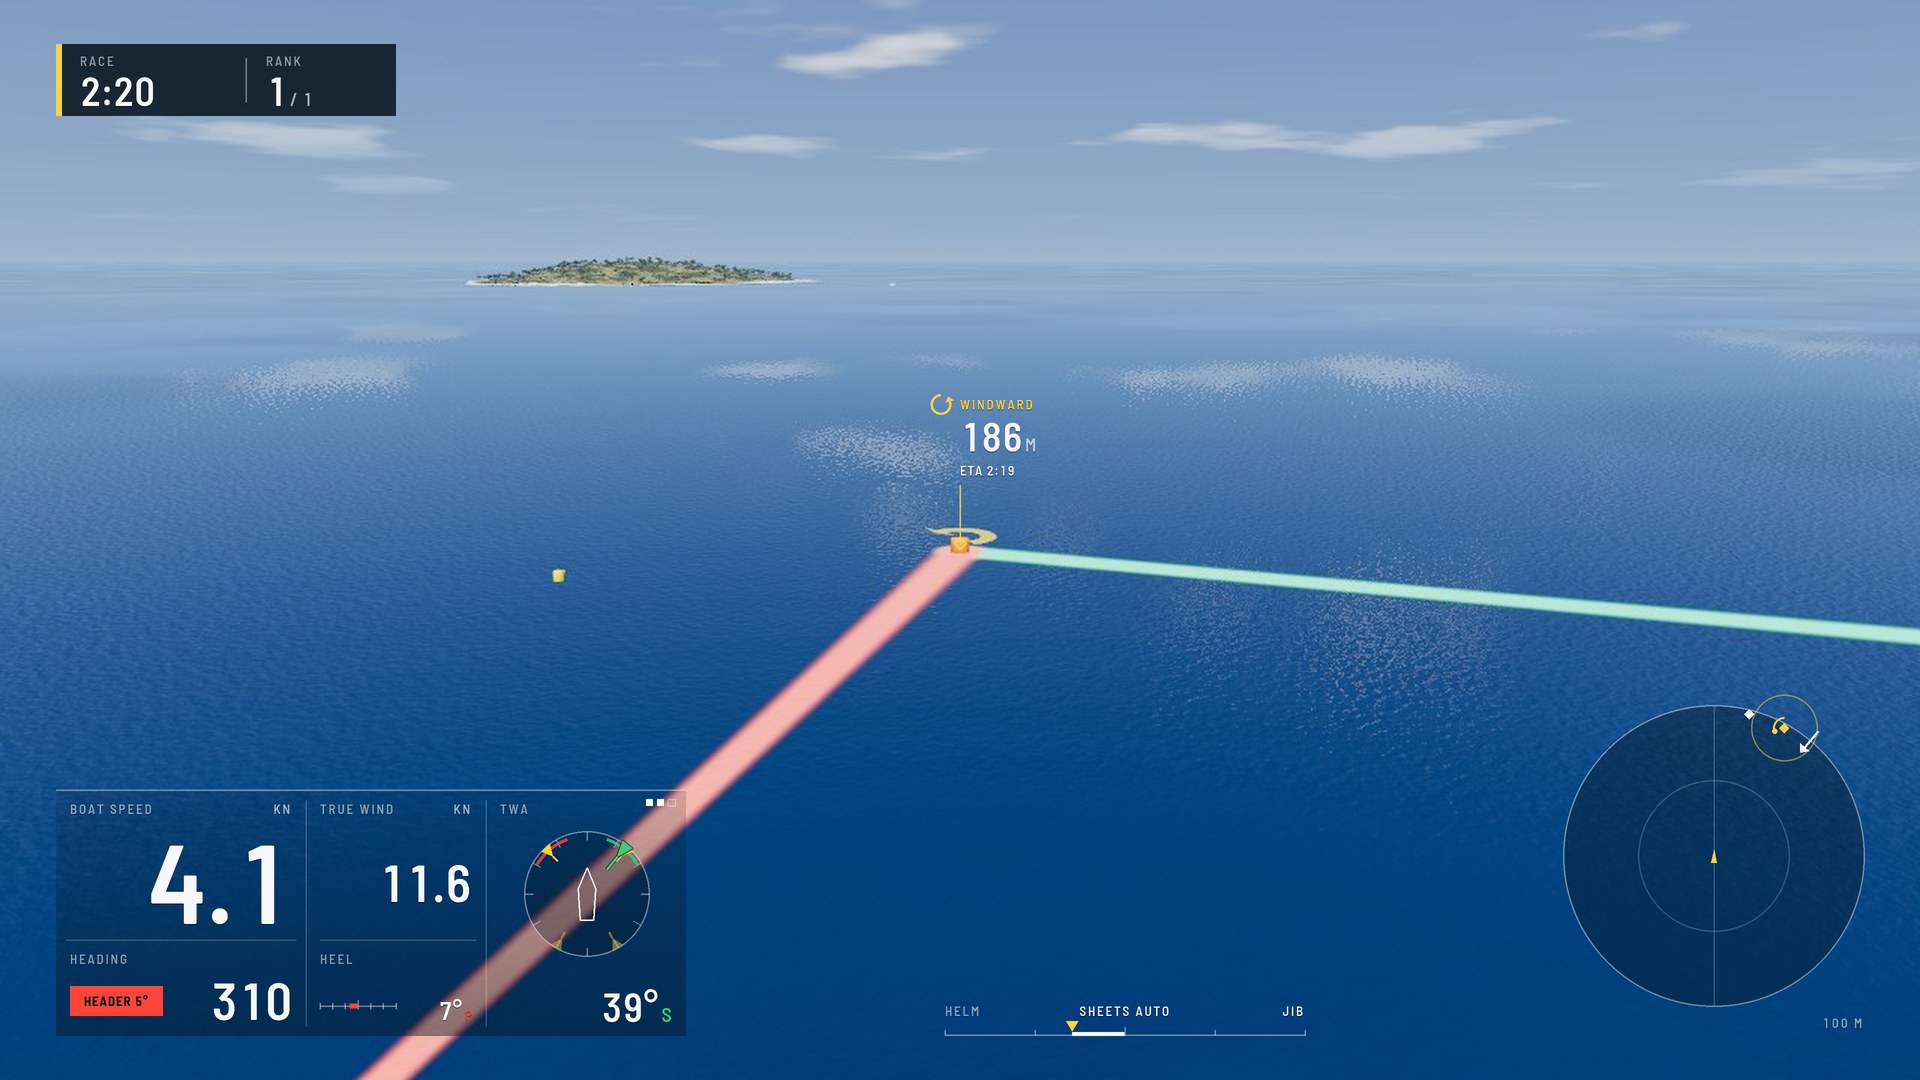 RACE
2:20
RANK
1 / 1
WINDWARD
186 M
ETA 2:19
BOAT SPEED KN
4.1
TRUE WIND KN
11.6
TWA
39° S
HEADING
HEADER 5°
310
HEEL
7° P
HELM SHEETS AUTO JIB
100 M